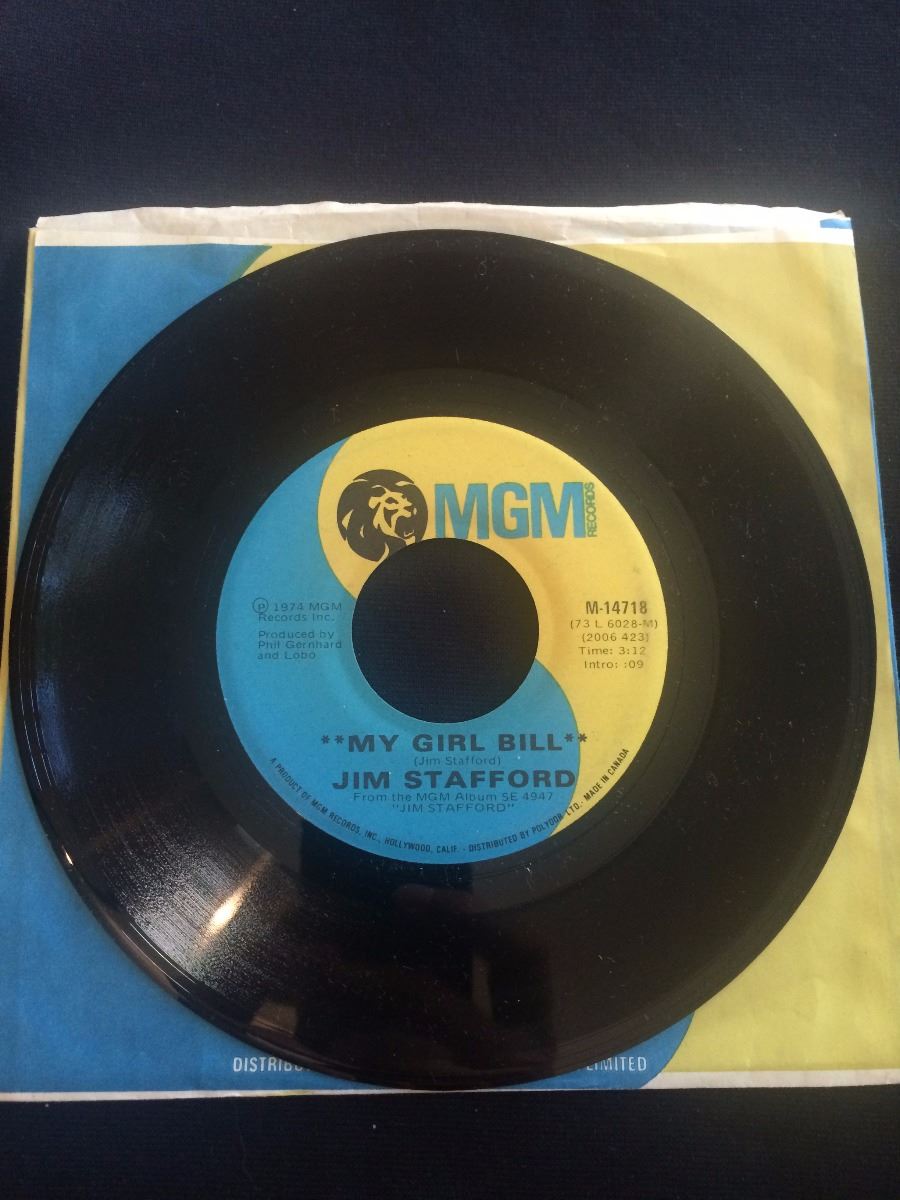 MGM
RECORDS
Ⓟ 1974 MGM
Records Inc.
Produced by
Phil Gernhard
and Lobo
M-14718
(73 L 6028-M)
(2006 423)
Time: 3:12
Intro: :09
**MY GIRL BILL**
(Jim Stafford)
JIM STAFFORD
From the MGM Album SE 4947
"JIM STAFFORD"
A PRODUCT OF MGM RECORDS, INC., HOLLYWOOD, CALIF. - DISTRIBUTED BY POLYDOR LTD. MADE IN CANADA
LIMITED